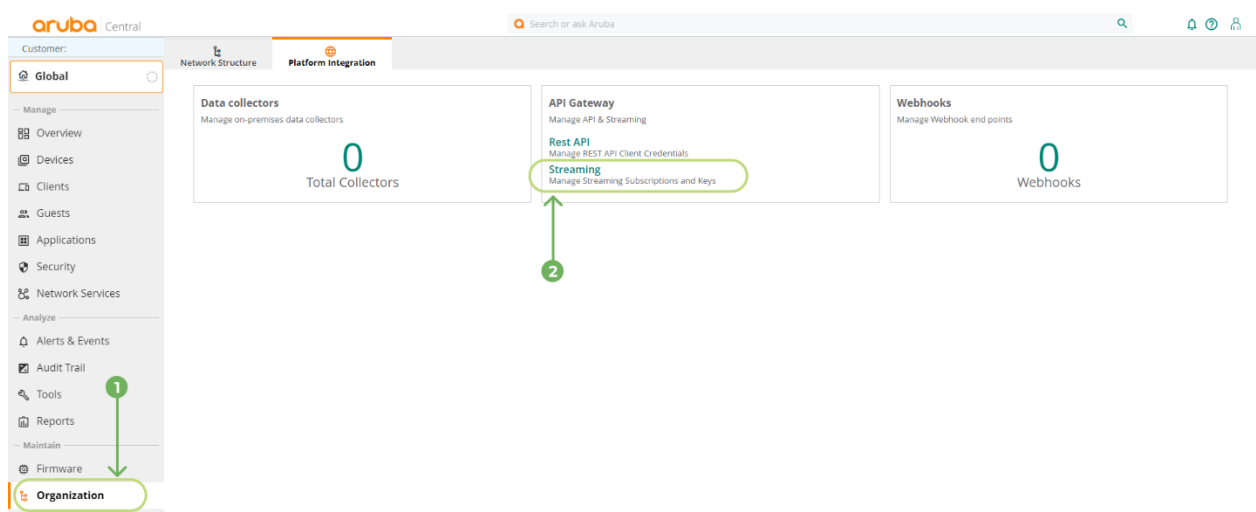 aruba Central
Search or ask Aruba
Customer:
Global
Manage
Overview
Devices
Clients
Guests
Applications
Security
Network Services
Analyze
Alerts & Events
Audit Trail
Tools
Reports
Maintain
Firmware
Organization
1
Network Structure
Platform Integration
Data collectors
Manage on-premises data collectors
0
Total Collectors
API Gateway
Manage API & Streaming
Rest API
Manage REST API Client Credentials
Streaming
Manage Streaming Subscriptions and Keys
2
Webhooks
Manage Webhook end points
0
Webhooks